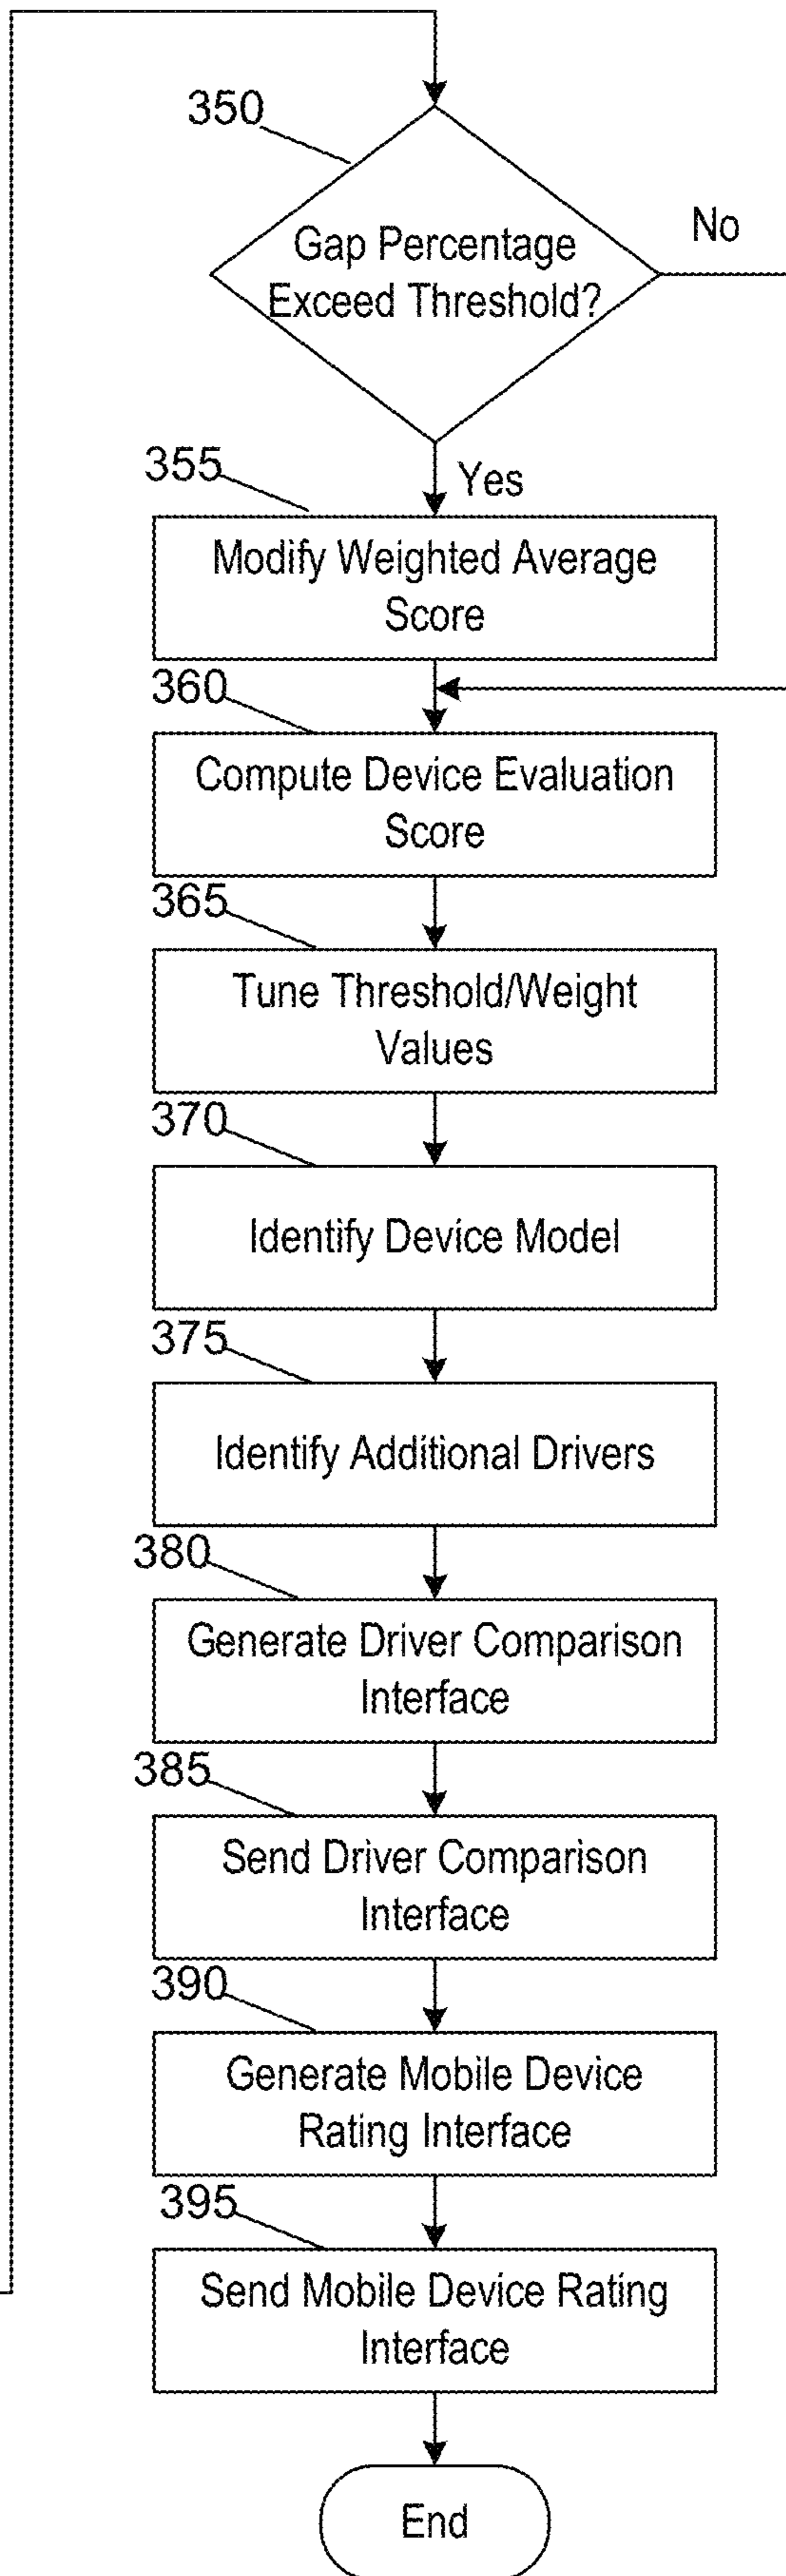 350
Gap Percentage
Exceed Threshold?
No
Yes
355
Modify Weighted Average
Score
360
Compute Device Evaluation
Score
365
Tune Threshold/Weight
Values
370
Identify Device Model
375
Identify Additional Drivers
380
Generate Driver Comparison
Interface
385
Send Driver Comparison
Interface
390
Generate Mobile Device
Rating Interface
395
Send Mobile Device Rating
Interface
End